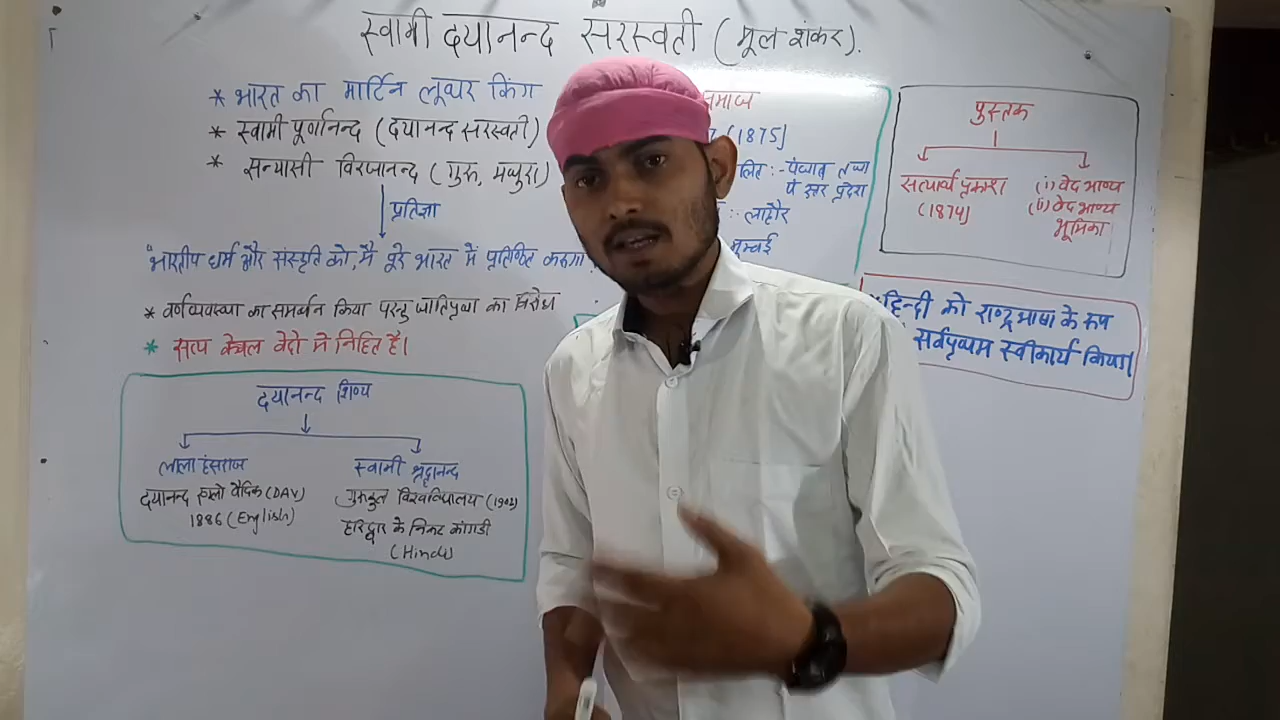 स्वामी दयानन्द सरस्वती (मूल शंकर).
* भारत का मार्टिन लूथर किंग
* स्वामी पूर्णानन्द (दयानन्द सरस्वती)
* सन्यासी विरजानन्द (गुरु, मथुरा)
प्रतिज्ञा
"भारतीय धर्म और संस्कृति को, मैं पूरे भारत में प्रतिष्ठित करुगा
* वर्णव्यवस्था का समर्थन किया परन्तु जातिप्रथा का विरोध
* सत्य केवल वेदो मे निहित है।
दयानन्द शिष्य
लाला हंसराज
दयानन्द एंग्लो वैदिक (DAV)
1886 (English)
स्वामी श्रद्धानन्द
गुरुकुल विश्वविद्यालय (1902)
हरिद्वार के निकट कांगडी
(Hindi)
समाज
(1875)
:- पंजाब तथा
उत्तर प्रदेश
:- लाहौर
मुम्बई
पुस्तक
सत्यार्थ प्रकाश
(1874)
(i) वेद भाष्य
(ii) वेद भाष्य
भूमिका
* हिन्दी को राष्ट्रभाषा के रूप
सर्वप्रथम स्वीकार्य किया।